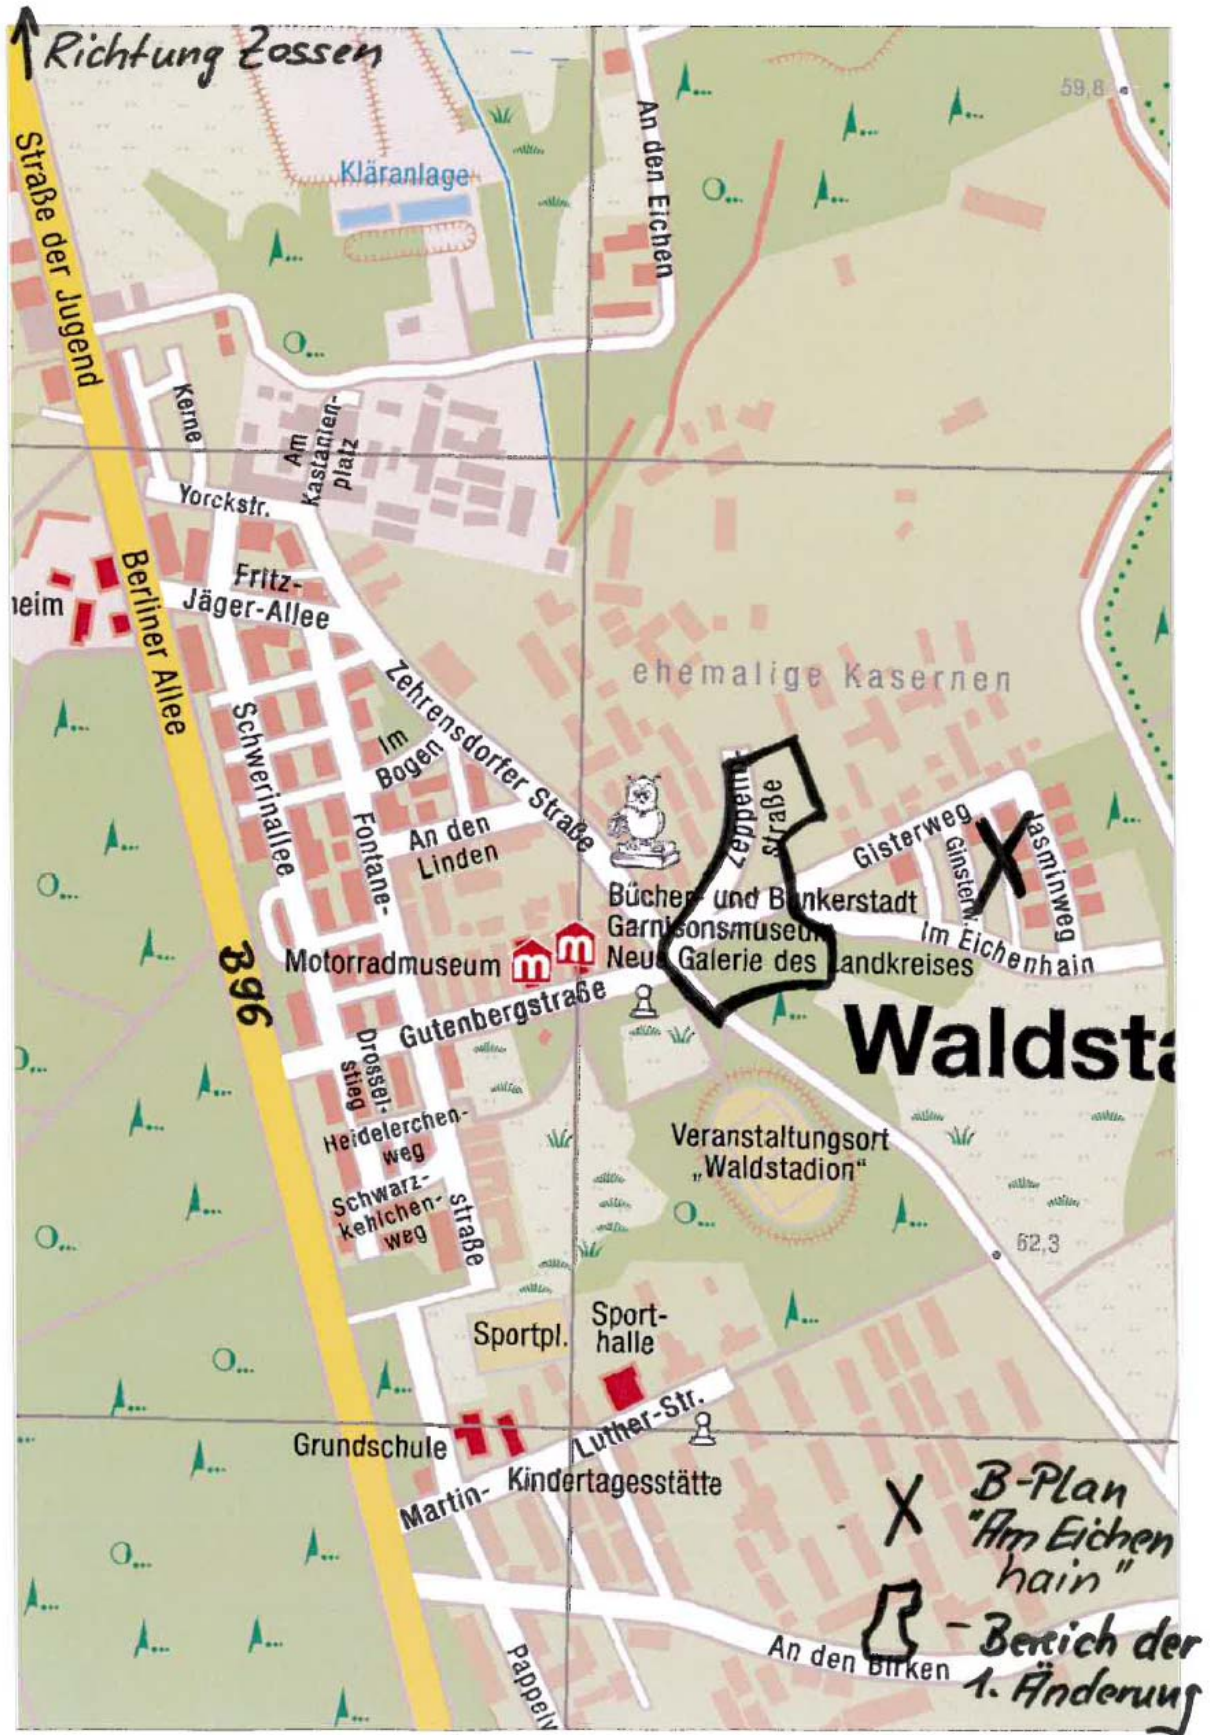 Richtung Zossen
59,8
An den Eichen
Kläranlage
Straße der Jugend
Kerne
Am
Kastanien-
platz
Yorckstr.
Fritz-
Jäger-Allee
heim
Berliner Allee
ehemalige Kasernen
Zehrensdorfer Straße
Im
Bogen
Schwerinallee
Fontane-
An den
Linden
Zeppelin-
straße
Gisterweg
Ginsterw.
Jasminweg
Bücher- und Bunkerstadt
Garnisonsmuseum
Neue Galerie des Landkreises
Im Eichenhain
Motorradmuseum
m
m
B96
Gutenbergstraße
Waldsta
Drossel-
stieg
Heidelerchen-
weg
Schwarz-
kehlchen-
weg
straße
Veranstaltungsort
„Waldstadion“
62,3
Sportpl.
Sport-
halle
Grundschule
Martin-
Luther-Str.
Kindertagesstätte
X B-Plan
"Am Eichen
hain"
- Bereich der
1. Änderung
An den Birken
Pappelw